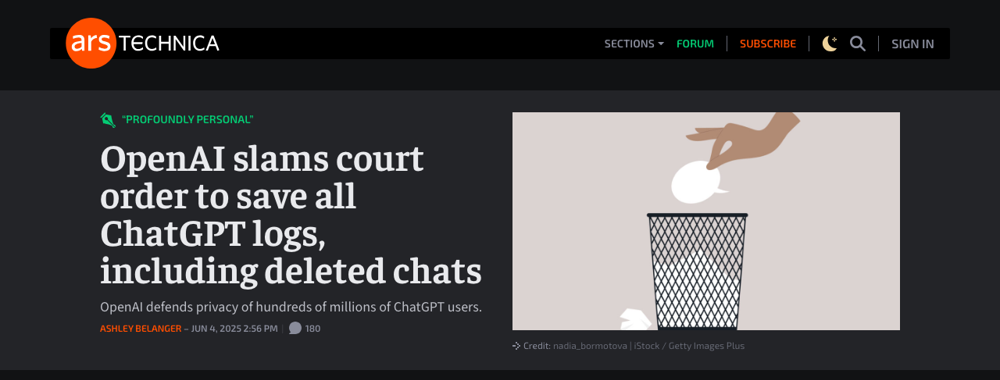 ars TECHNICA
SECTIONS FORUM SUBSCRIBE SIGN IN
"PROFOUNDLY PERSONAL"
OpenAI slams court
order to save all
ChatGPT logs,
including deleted chats
OpenAI defends privacy of hundreds of millions of ChatGPT users.
ASHLEY BELANGER – JUN 4, 2025 2:56 PM | 180
Credit: nadia_bormotova | iStock / Getty Images Plus